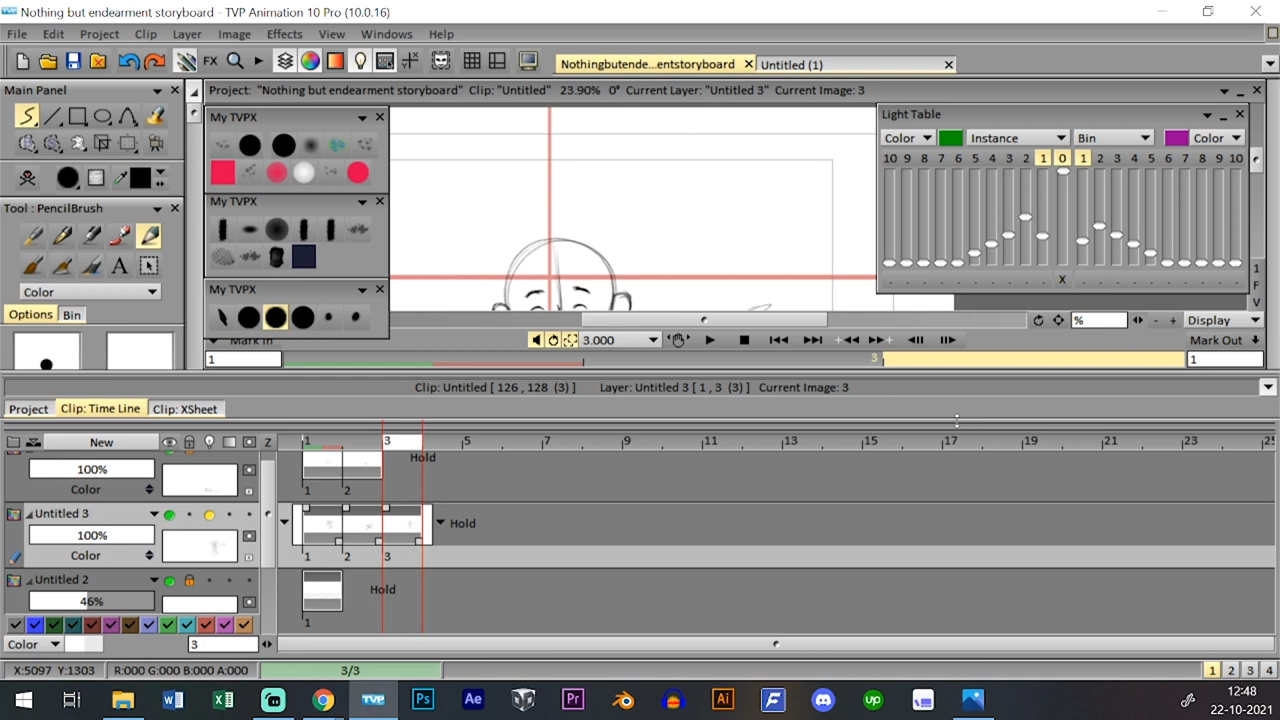 Nothing but endearment storyboard - TVP Animation 10 Pro (10.0.16)
File Edit Project Clip Layer Image Effects View Windows Help
FX Nothingbutende...entstoryboard Untitled (1)
Main Panel
Project: "Nothing but endearment storyboard" Clip: "Untitled" 23.90% 0° Current Layer: "Untitled 3" Current Image: 3
My TVPX
Light Table
Color Instance Bin Color
10 9 8 7 6 5 4 3 2 1 0 1 2 3 4 5 6 7 8 9 10
My TVPX
Tool : PencilBrush
A
Color
My TVPX
X
1
F
V
Options Bin
Mark In 3.000 % Display
Mark Out
1 3 1
Clip: Untitled [ 126 , 128 (3) ] Layer: Untitled 3 [ 1 , 3 (3) ] Current Image: 3
Project Clip: Time Line Clip: XSheet
New Z 1 3 5 7 9 11 13 15 17 19 21 23 25
Hold
100%
Color 1 2
Untitled 3 Hold
100%
Color 1 2 3
Untitled 2 Hold
46%
1
Color 3
X:5097 Y:1303 R:000 G:000 B:000 A:000 3/3 1 2 3 4
TVP Ps Ae Pr Ai F up
12:48
22-10-2021